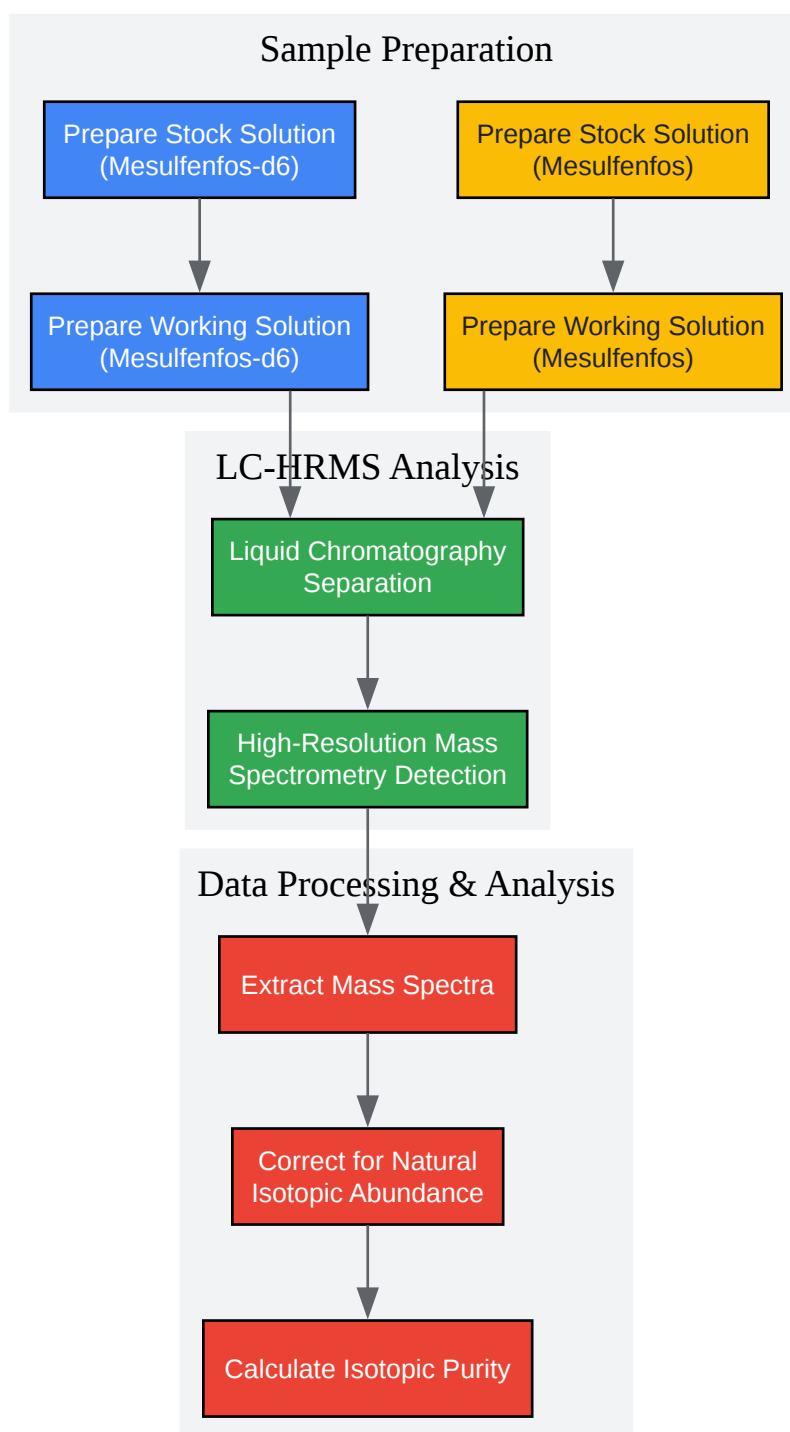 Sample Preparation
Prepare Stock Solution
(Mesulfenfos-d6)
Prepare Stock Solution
(Mesulfenfos)
Prepare Working Solution
(Mesulfenfos-d6)
Prepare Working Solution
(Mesulfenfos)
LC-HRMS Analysis
Liquid Chromatography
Separation
High-Resolution Mass
Spectrometry Detection
Data Processing & Analysis
Extract Mass Spectra
Correct for Natural
Isotopic Abundance
Calculate Isotopic Purity